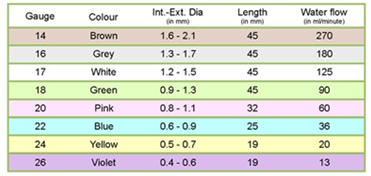 Gauge Colour Int.-Ext. Dia (in mm) Length (in mm) Water flow (in ml/minute)
14 Brown 1.6 - 2.1 45 270
16 Grey 1.3 - 1.7 45 180
17 White 1.2 - 1.5 45 125
18 Green 0.9 - 1.3 45 90
20 Pink 0.8 - 1.1 32 60
22 Blue 0.6 - 0.9 25 36
24 Yellow 0.5 - 0.7 19 20
26 Violet 0.4 - 0.6 19 13